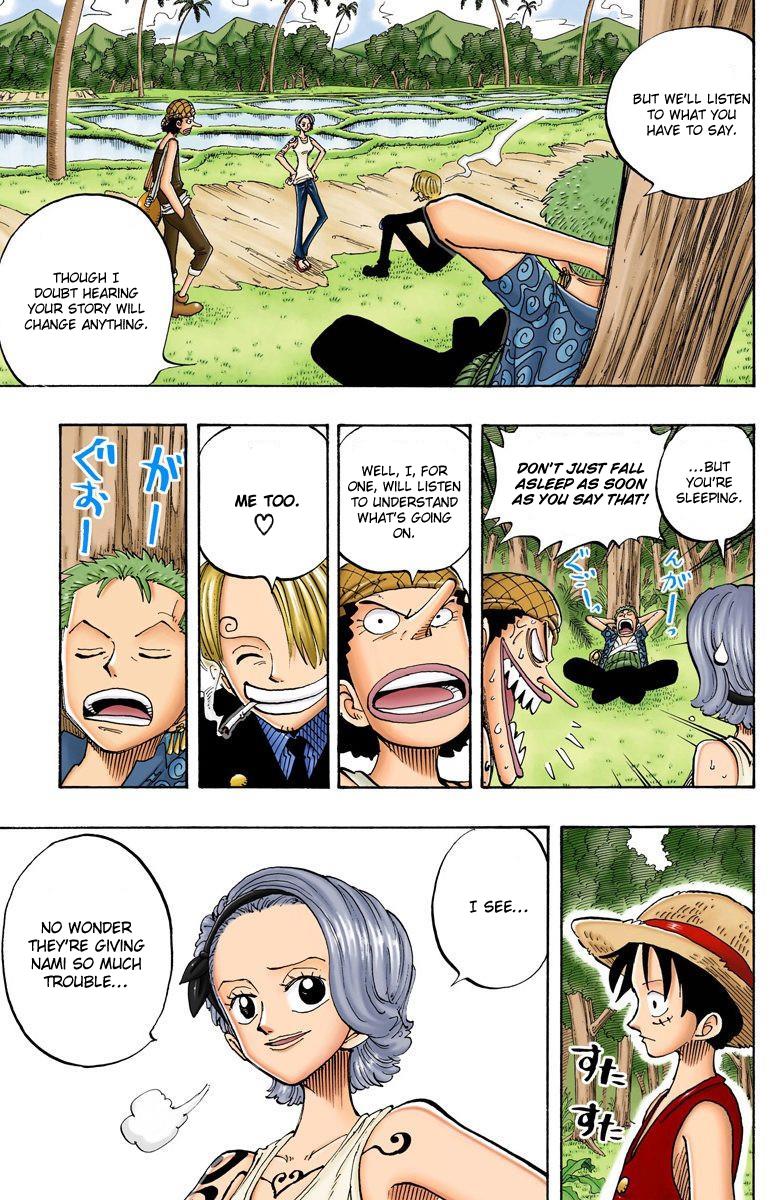 BUT WE'LL LISTEN
TO WHAT YOU
HAVE TO SAY.
THOUGH I
DOUBT HEARING
YOUR STORY WILL
CHANGE ANYTHING.
...BUT
YOU'RE
SLEEPING.
DON'T JUST FALL
ASLEEP AS SOON
AS YOU SAY THAT!
んがーっ
ぐごーっ
WELL, I, FOR
ONE, WILL LISTEN
TO UNDERSTAND
WHAT'S GOING
ON.
ME TOO.
♡
がー
ぐおー
すた
すた
I SEE...
NO WONDER
THEY'RE GIVING
NAMI SO MUCH
TROUBLE...